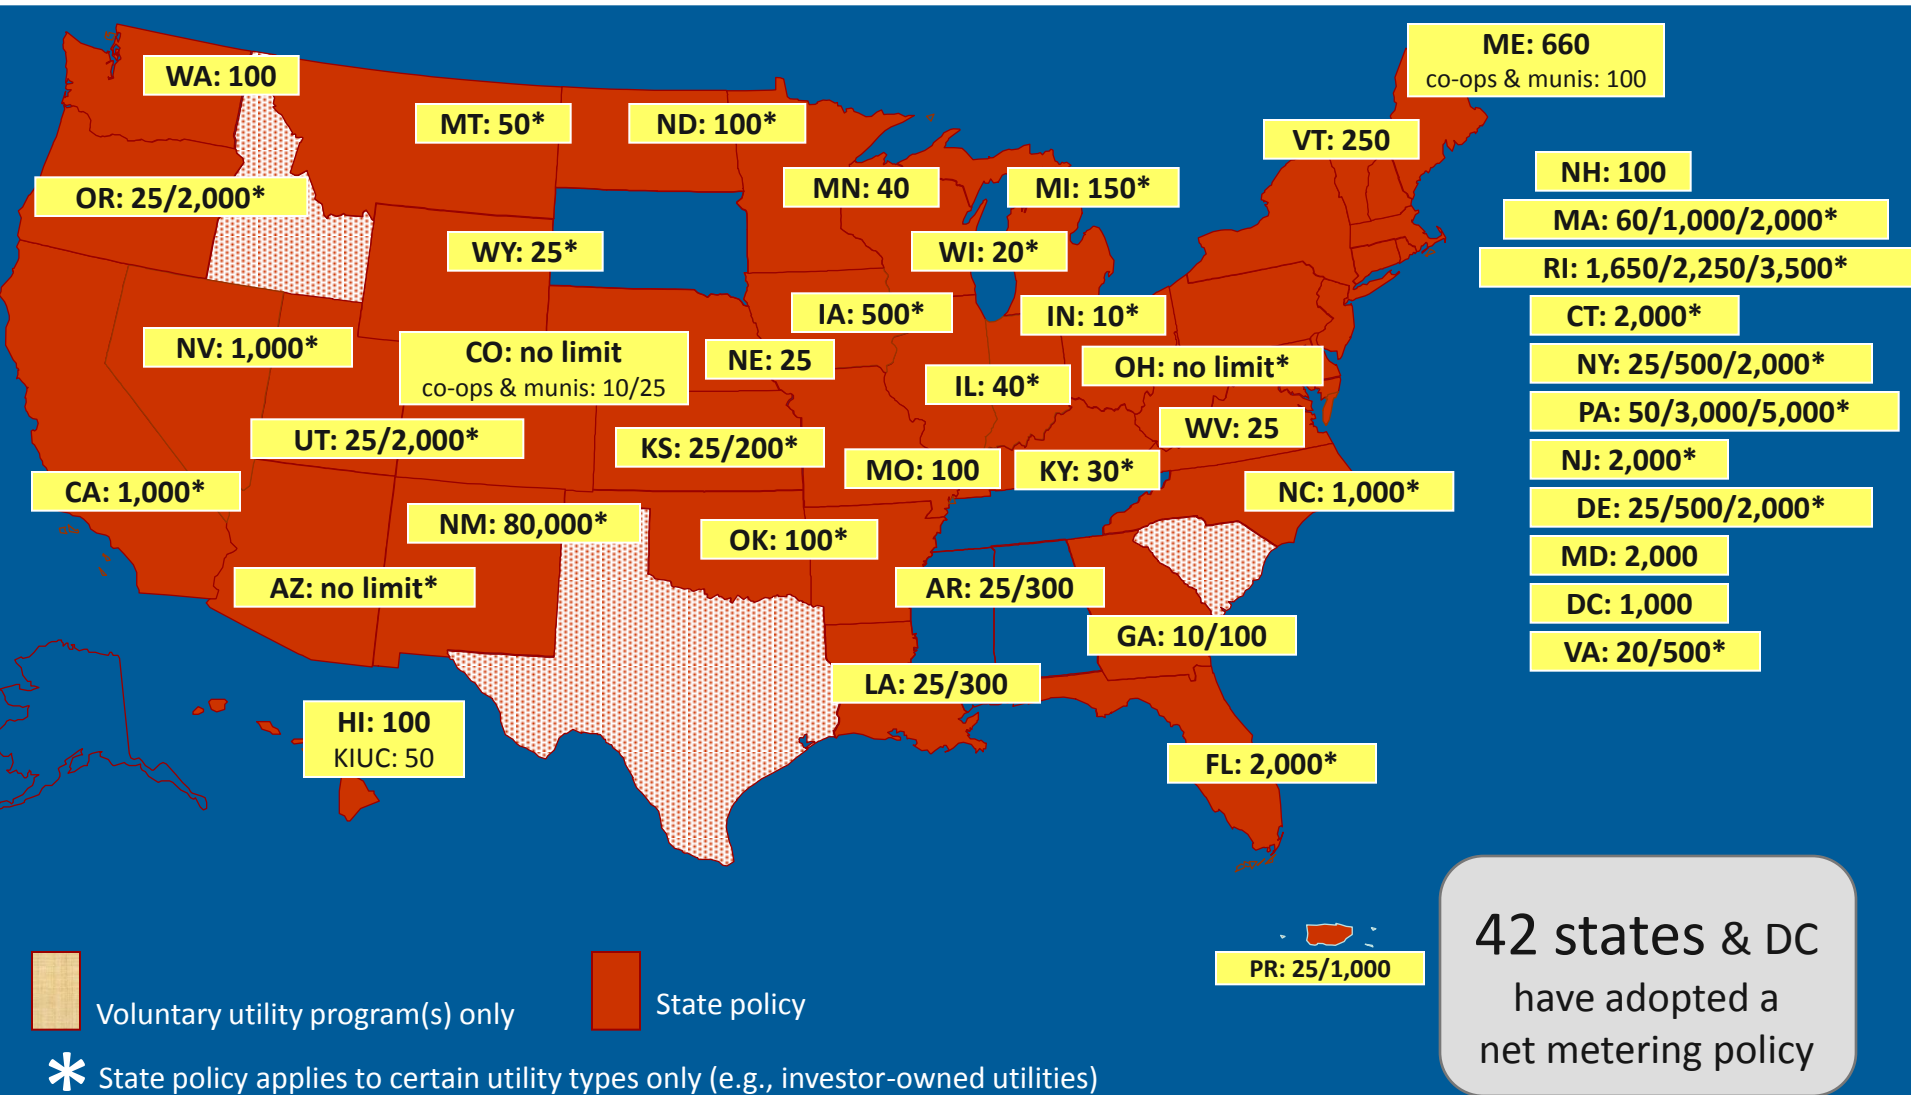 WA: 100
MT: 50*
ND: 100*
ME: 660
co-ops & munis: 100
VT: 250
OR: 25/2,000*
MN: 40
MI: 150*
NH: 100
WY: 25*
WI: 20*
MA: 60/1,000/2,000*
RI: 1,650/2,250/3,500*
IA: 500*
IN: 10*
CT: 2,000*
NV: 1,000*
CO: no limit
co-ops & munis: 10/25
NE: 25
OH: no limit*
NY: 25/500/2,000*
IL: 40*
PA: 50/3,000/5,000*
UT: 25/2,000*
KS: 25/200*
WV: 25
MO: 100
KY: 30*
NJ: 2,000*
CA: 1,000*
NC: 1,000*
NM: 80,000*
OK: 100*
DE: 25/500/2,000*
MD: 2,000
AZ: no limit*
AR: 25/300
DC: 1,000
GA: 10/100
VA: 20/500*
LA: 25/300
HI: 100
KIUC: 50
FL: 2,000*
PR: 25/1,000
42 states & DC
have adopted a
net metering policy
Voluntary utility program(s) only
State policy
* State policy applies to certain utility types only (e.g., investor-owned utilities)